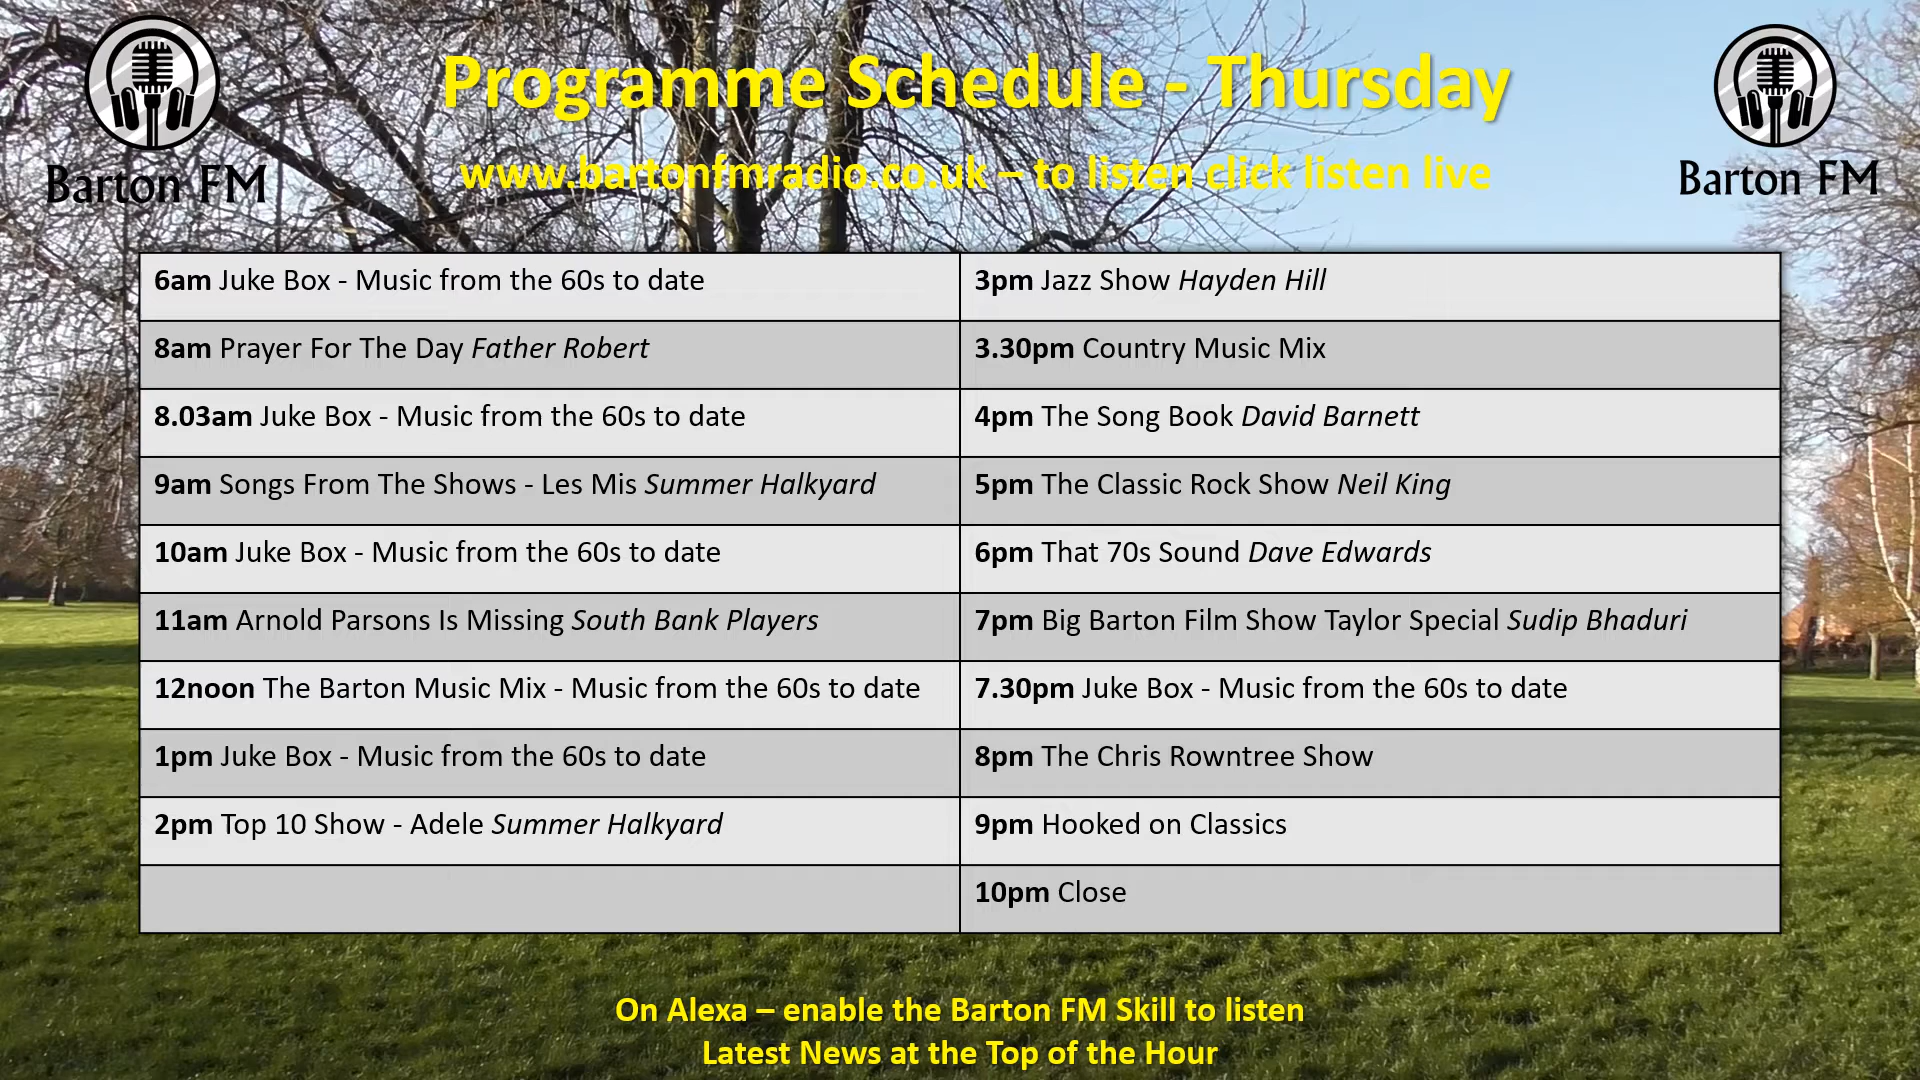 Barton FM
Programme Schedule - Thursday
www.bartonfmradio.co.uk – to listen click listen live
Barton FM
6am Juke Box - Music from the 60s to date
8am Prayer For The Day Father Robert
8.03am Juke Box - Music from the 60s to date
9am Songs From The Shows - Les Mis Summer Halkyard
10am Juke Box - Music from the 60s to date
11am Arnold Parsons Is Missing South Bank Players
12noon The Barton Music Mix - Music from the 60s to date
1pm Juke Box - Music from the 60s to date
2pm Top 10 Show - Adele Summer Halkyard
3pm Jazz Show Hayden Hill
3.30pm Country Music Mix
4pm The Song Book David Barnett
5pm The Classic Rock Show Neil King
6pm That 70s Sound Dave Edwards
7pm Big Barton Film Show Taylor Special Sudip Bhaduri
7.30pm Juke Box - Music from the 60s to date
8pm The Chris Rowntree Show
9pm Hooked on Classics
10pm Close
On Alexa – enable the Barton FM Skill to listen
Latest News at the Top of the Hour